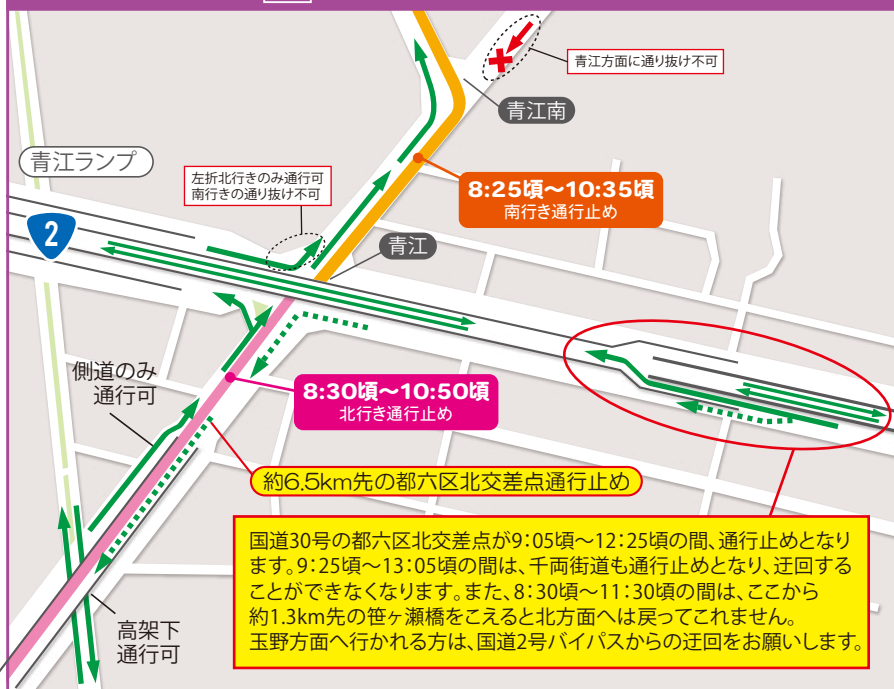 青江方面に通り抜け不可
青江南
青江ランプ
左折北行きのみ通行可
南行きの通り抜け不可
8:25頃〜10:35頃
南行き通行止め
2
青江
側道のみ
通行可
8:30頃〜10:50頃
北行き通行止め
約6.5km先の都六区北交差点通行止め
国道30号の都六区北交差点が9:05頃〜12:25頃の間、通行止めとなり
ます。9:25頃〜13:05頃の間は、千両街道も通行止めとなり、迂回する
ことができなくなります。また、8:30頃〜11:30頃の間は、ここから
約1.3km先の笹ヶ瀬橋をこえると北方面へは戻ってこれません。
玉野方面へ行かれる方は、国道2号バイパスからの迂回をお願いします。
高架下
通行可